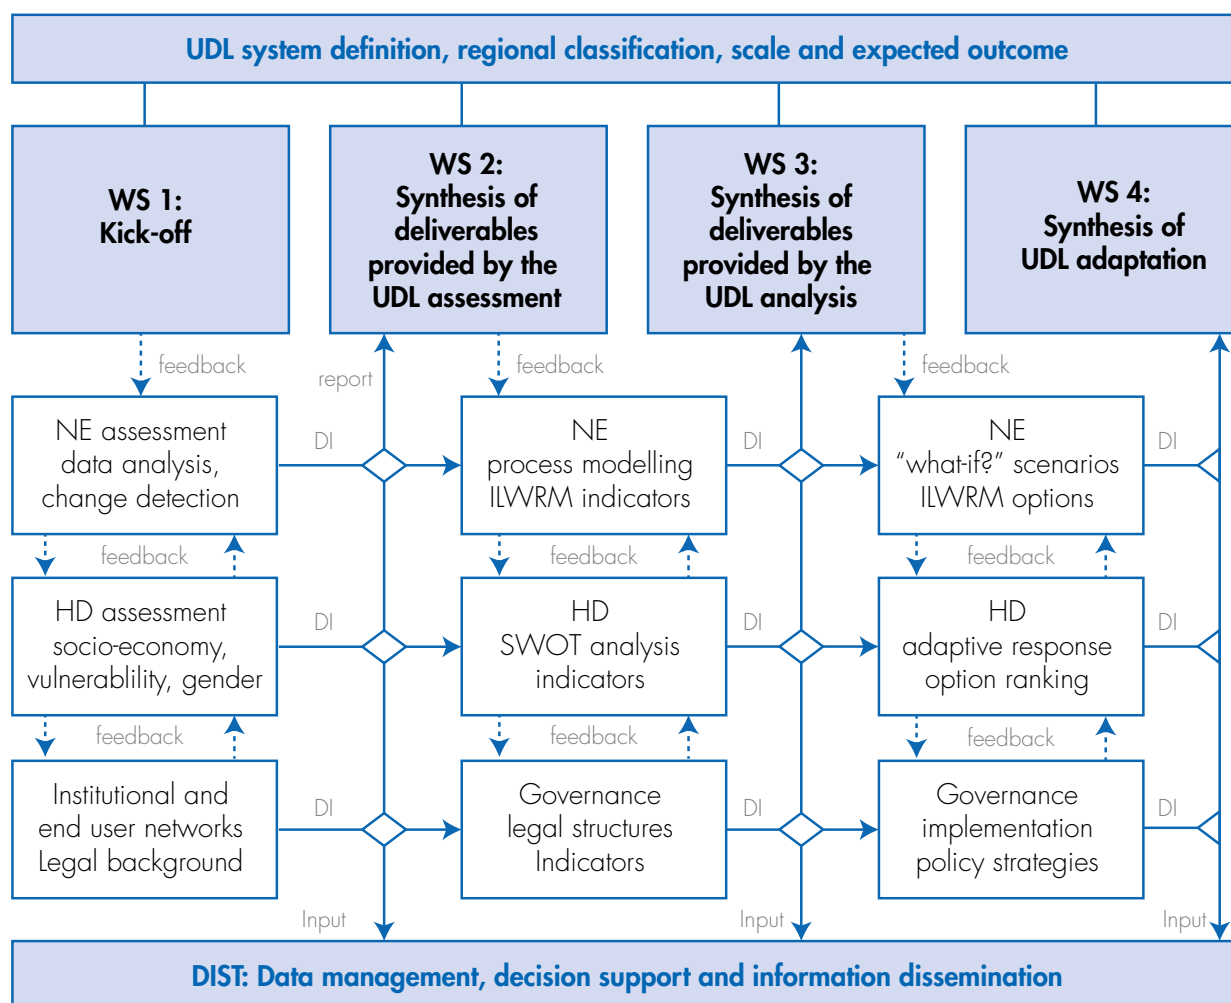 UDL system definition, regional classification, scale and expected outcome
WS 1:
Kick-off
WS 2:
Synthesis of
deliverables
provided by the
UDL assessment
WS 3:
Synthesis of
deliverables
provided by the
UDL analysis
WS 4:
Synthesis of
UDL adaptation
feedback
report
feedback
feedback
NE assessment
data analysis,
change detection
DI
NE
process modelling
ILWRM indicators
DI
NE
“what-if?” scenarios
ILWRM options
DI
feedback
feedback
feedback
HD assessment
socio-economy,
vulnerablility, gender
DI
HD
SWOT analysis
indicators
DI
HD
adaptive response
option ranking
DI
feedback
feedback
feedback
Institutional and
end user networks
Legal background
DI
Governance
legal structures
Indicators
DI
Governance
implementation
policy strategies
DI
Input
Input
Input
DIST: Data management, decision support and information dissemination